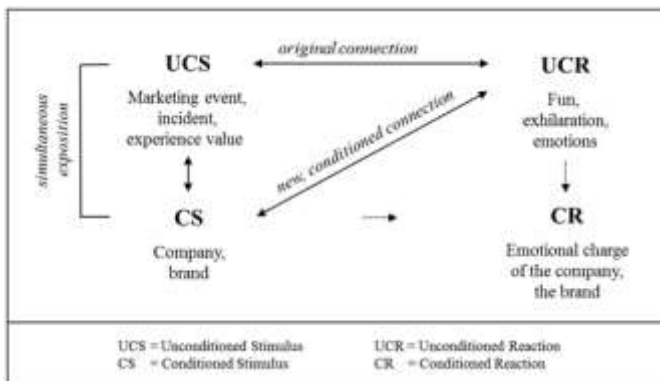 original connection
UCS
UCR
Marketing event,
incident,
experience value
Fun,
exhilaration,
emotions
simultaneous
exposition
new, conditioned connection
CS
CR
Company,
brand
Emotional charge
of the company,
the brand
UCS = Unconditioned Stimulus
UCR = Unconditioned Reaction
CS = Conditioned Stimulus
CR = Conditioned Reaction